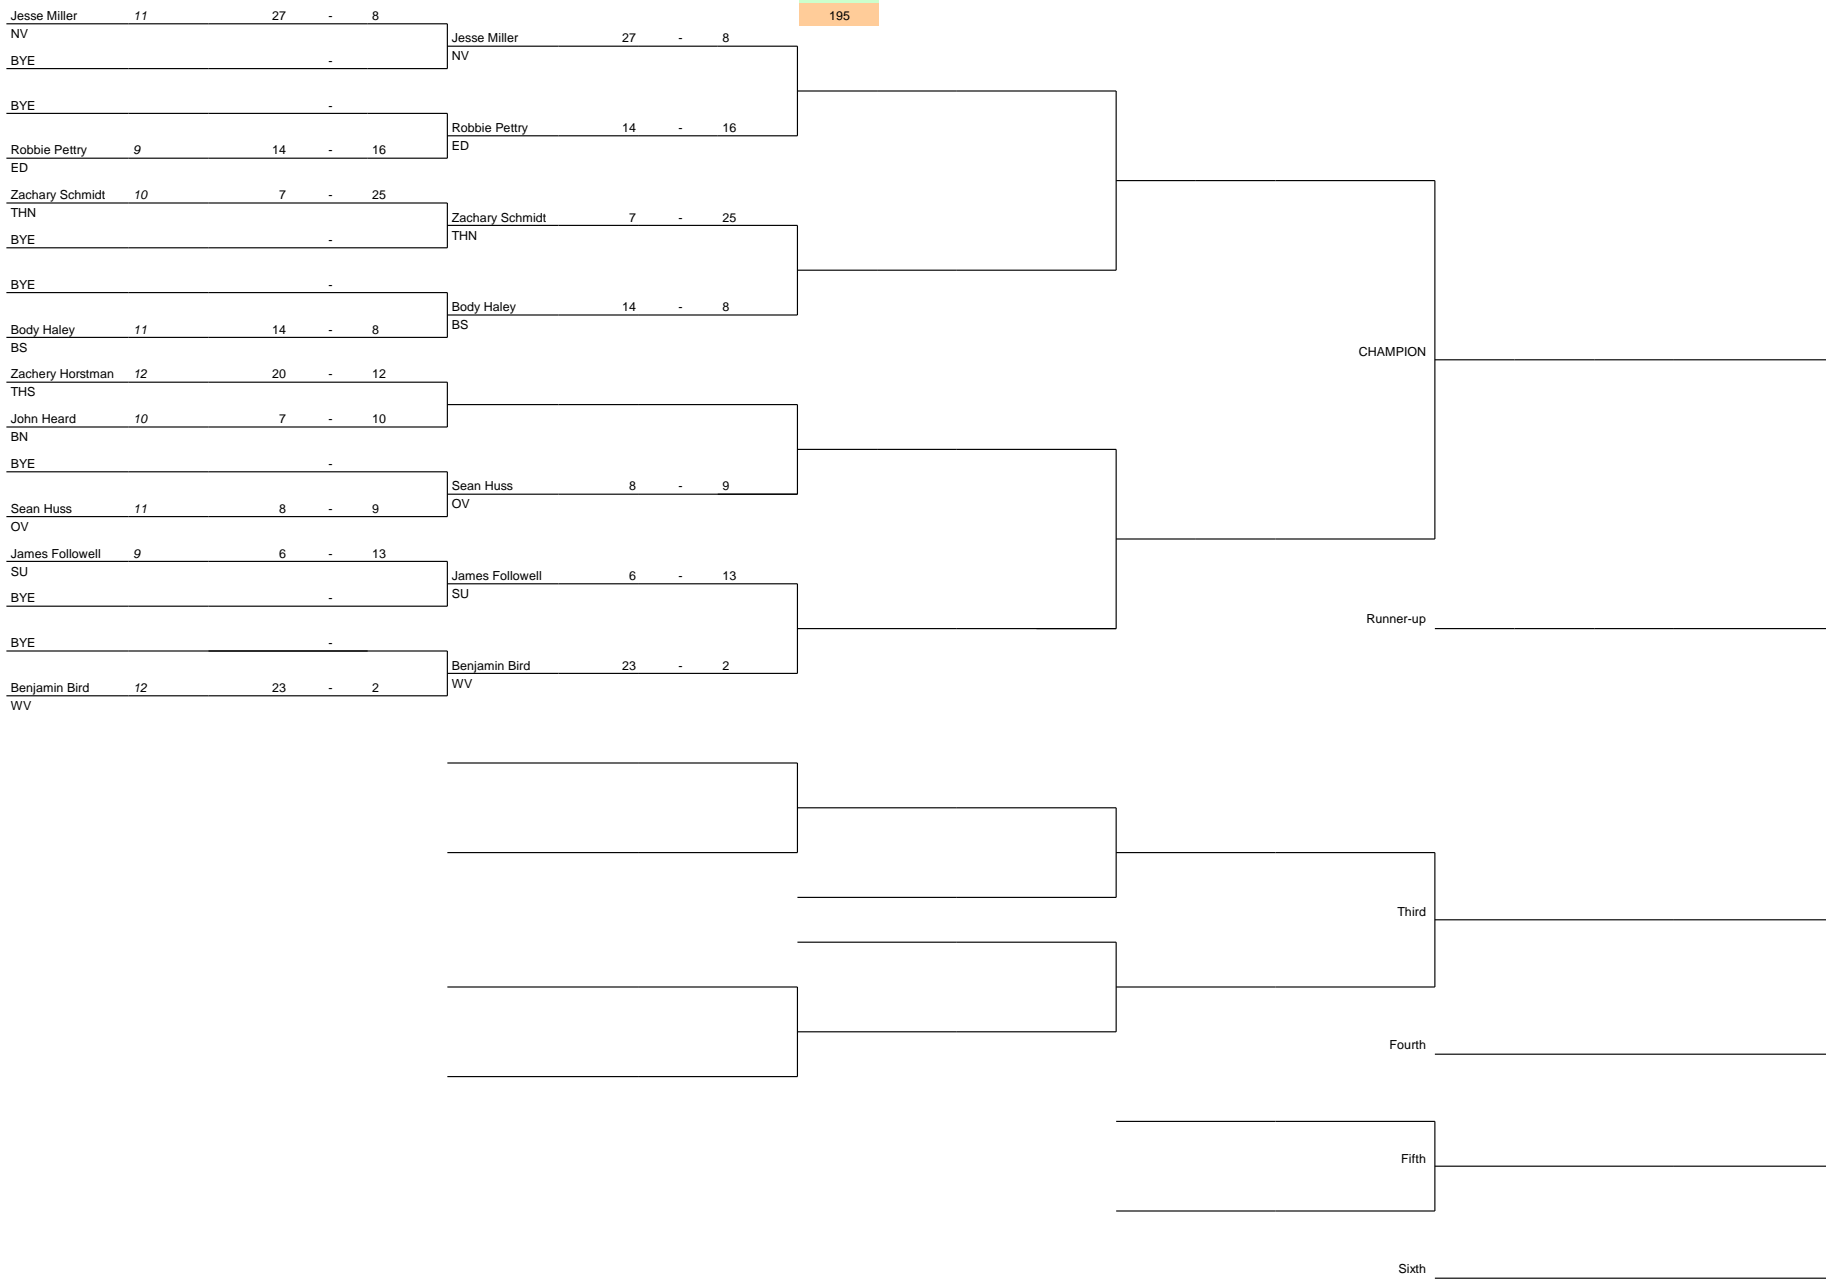 Jesse Miller 11 27 - 8 195
NV Jesse Miller 27 - 8
BYE - NV
BYE -
Robbie Pettry 14 - 16
Robbie Pettry 9 14 - 16 ED
ED
Zachary Schmidt 10 7 - 25
THN Zachary Schmidt 7 - 25
BYE - THN
BYE -
Body Haley 14 - 8
Body Haley 11 14 - 8 BS
BS CHAMPION
Zachery Horstman 12 20 - 12
THS
John Heard 10 7 - 10
BN
BYE -
Sean Huss 8 - 9
Sean Huss 11 8 - 9 OV
OV
James Followell 9 6 - 13
SU James Followell 6 - 13
BYE - SU
Runner-up
BYE -
Benjamin Bird 23 - 2
Benjamin Bird 12 23 - 2 WV
WV
Third
Fourth
Fifth
Sixth